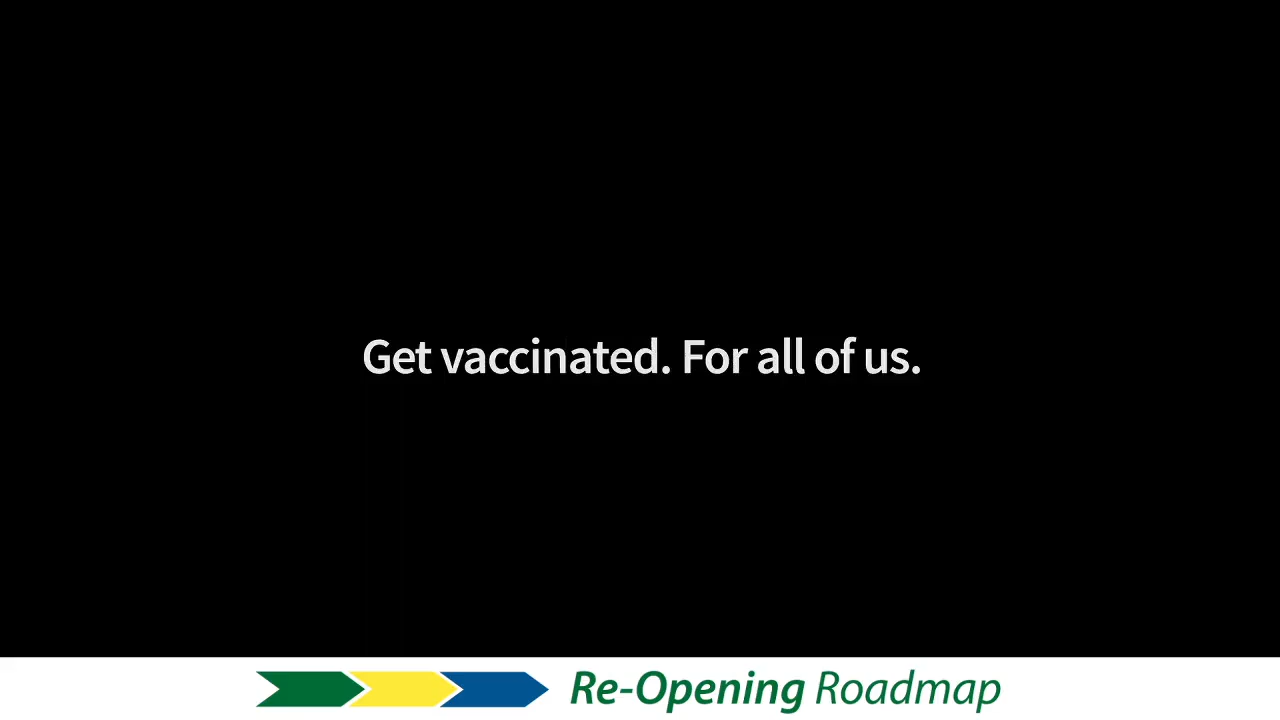 Get vaccinated. For all of us.
Re-Opening Roadmap